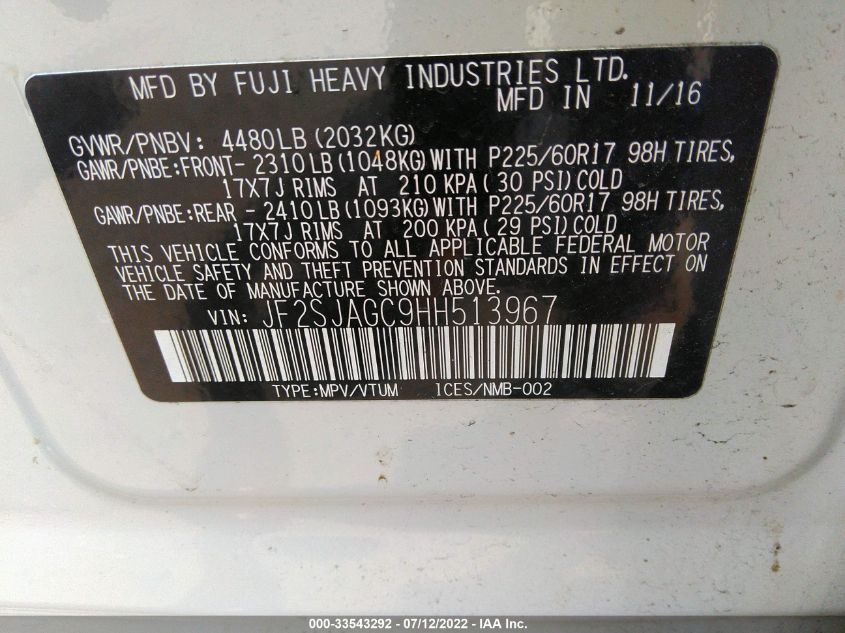 MFD BY FUJI HEAVY INDUSTRIES LTD.
MFD IN 11/16
GVWR/PNBV: 4480LB (2032KG)
GAWR/PNBE:FRONT- 2310LB (1048KG)WITH P225/60R17 98H TIRES,
17X7J RIMS AT 210 KPA( 30 PSI)COLD
GAWR/PNBE:REAR - 2410LB (1093KG)WITH P225/60R17 98H TIRES,
17X7J RIMS AT 200 KPA( 29 PSI)COLD
THIS VEHICLE CONFORMS TO ALL APPLICABLE FEDERAL MOTOR
VEHICLE SAFETY AND THEFT PREVENTION STANDARDS IN EFFECT ON
THE DATE OF MANUFACTURE SHOWN ABOVE.
VIN: JF2SJAGC9HH513967
TYPE:MPV/VTUM ICES/NMB-002
000-33543292 - 07/12/2022 - IAA Inc.